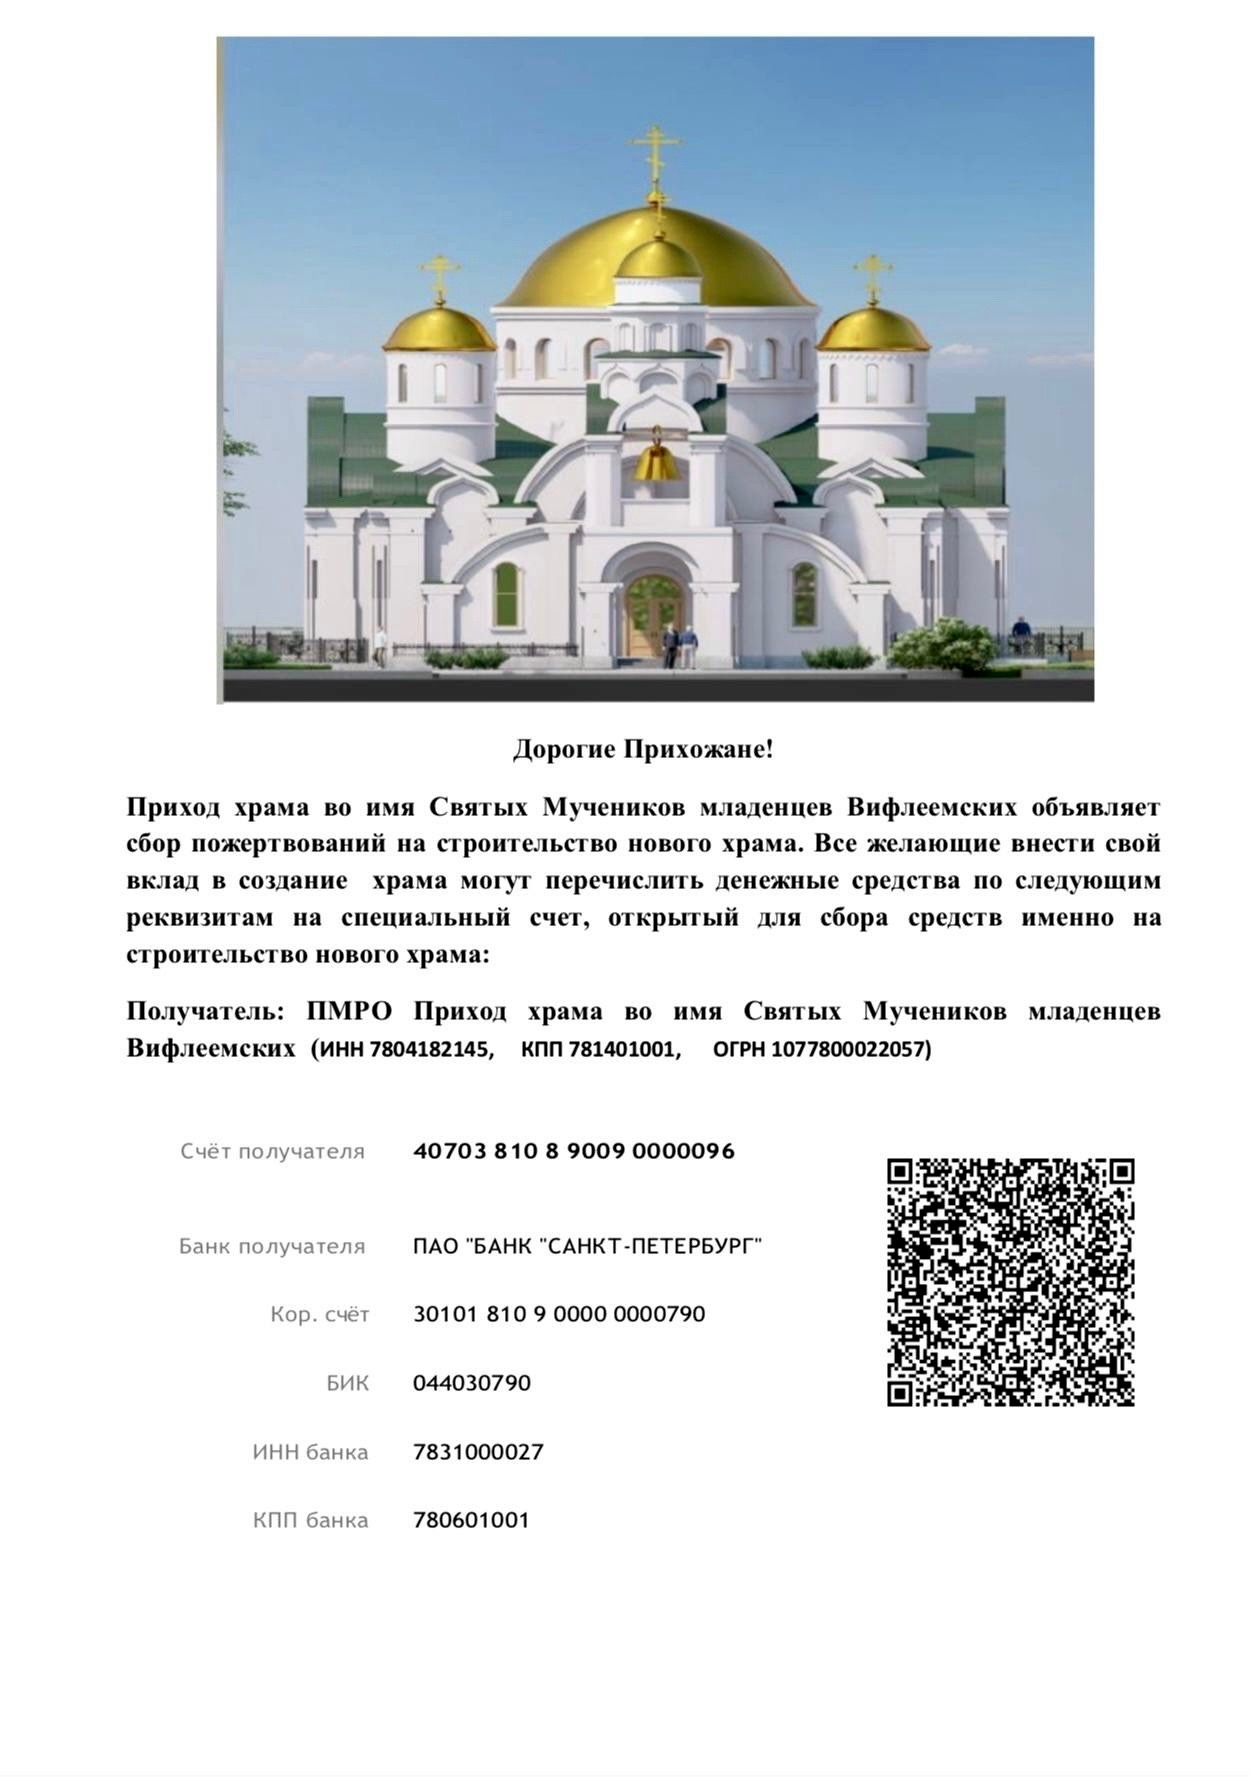 Дорогие Прихожане!
Приход храма во имя Святых Мучеников младенцев Вифлеемских объявляет
сбор пожертвований на строительство нового храма. Все желающие внести свой
вклад в создание храма могут перечислить денежные средства по следующим
реквизитам на специальный счет, открытый для сбора средств именно на
строительство нового храма:
Получатель: ПМРО Приход храма во имя Святых Мучеников младенцев
Вифлеемских (ИНН 7804182145, КПП 781401001, ОГРН 1077800022057)
Счёт получателя 40703 810 8 9009 0000096
Банк получателя ПАО "БАНК "САНКТ-ПЕТЕРБУРГ"
Кор. счёт 30101 810 9 0000 0000790
БИК 044030790
ИНН банка 7831000027
КПП банка 780601001